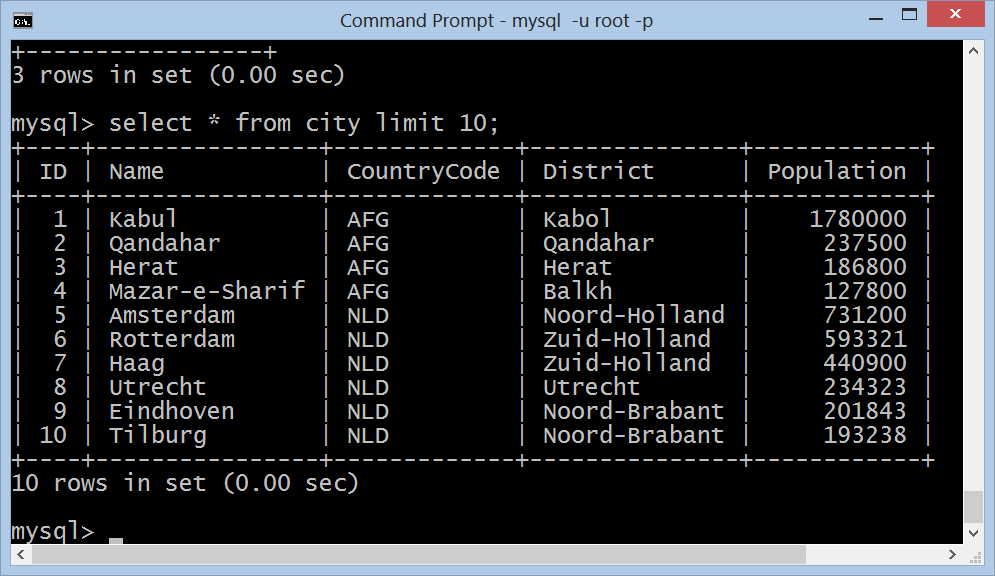 Command Prompt - mysql  -u root -p
+-----------------+
3 rows in set (0.00 sec)

mysql> select * from city limit 10;
+----+----------------+-------------+---------------+------------+
| ID | Name           | CountryCode | District      | Population |
+----+----------------+-------------+---------------+------------+
|  1 | Kabul          | AFG         | Kabol         |    1780000 |
|  2 | Qandahar       | AFG         | Qandahar      |     237500 |
|  3 | Herat          | AFG         | Herat         |     186800 |
|  4 | Mazar-e-Sharif | AFG         | Balkh         |     127800 |
|  5 | Amsterdam      | NLD         | Noord-Holland |     731200 |
|  6 | Rotterdam      | NLD         | Zuid-Holland  |     593321 |
|  7 | Haag           | NLD         | Zuid-Holland  |     440900 |
|  8 | Utrecht        | NLD         | Utrecht       |     234323 |
|  9 | Eindhoven      | NLD         | Noord-Brabant |     201843 |
| 10 | Tilburg        | NLD         | Noord-Brabant |     193238 |
+----+----------------+-------------+---------------+------------+
10 rows in set (0.00 sec)

mysql> _